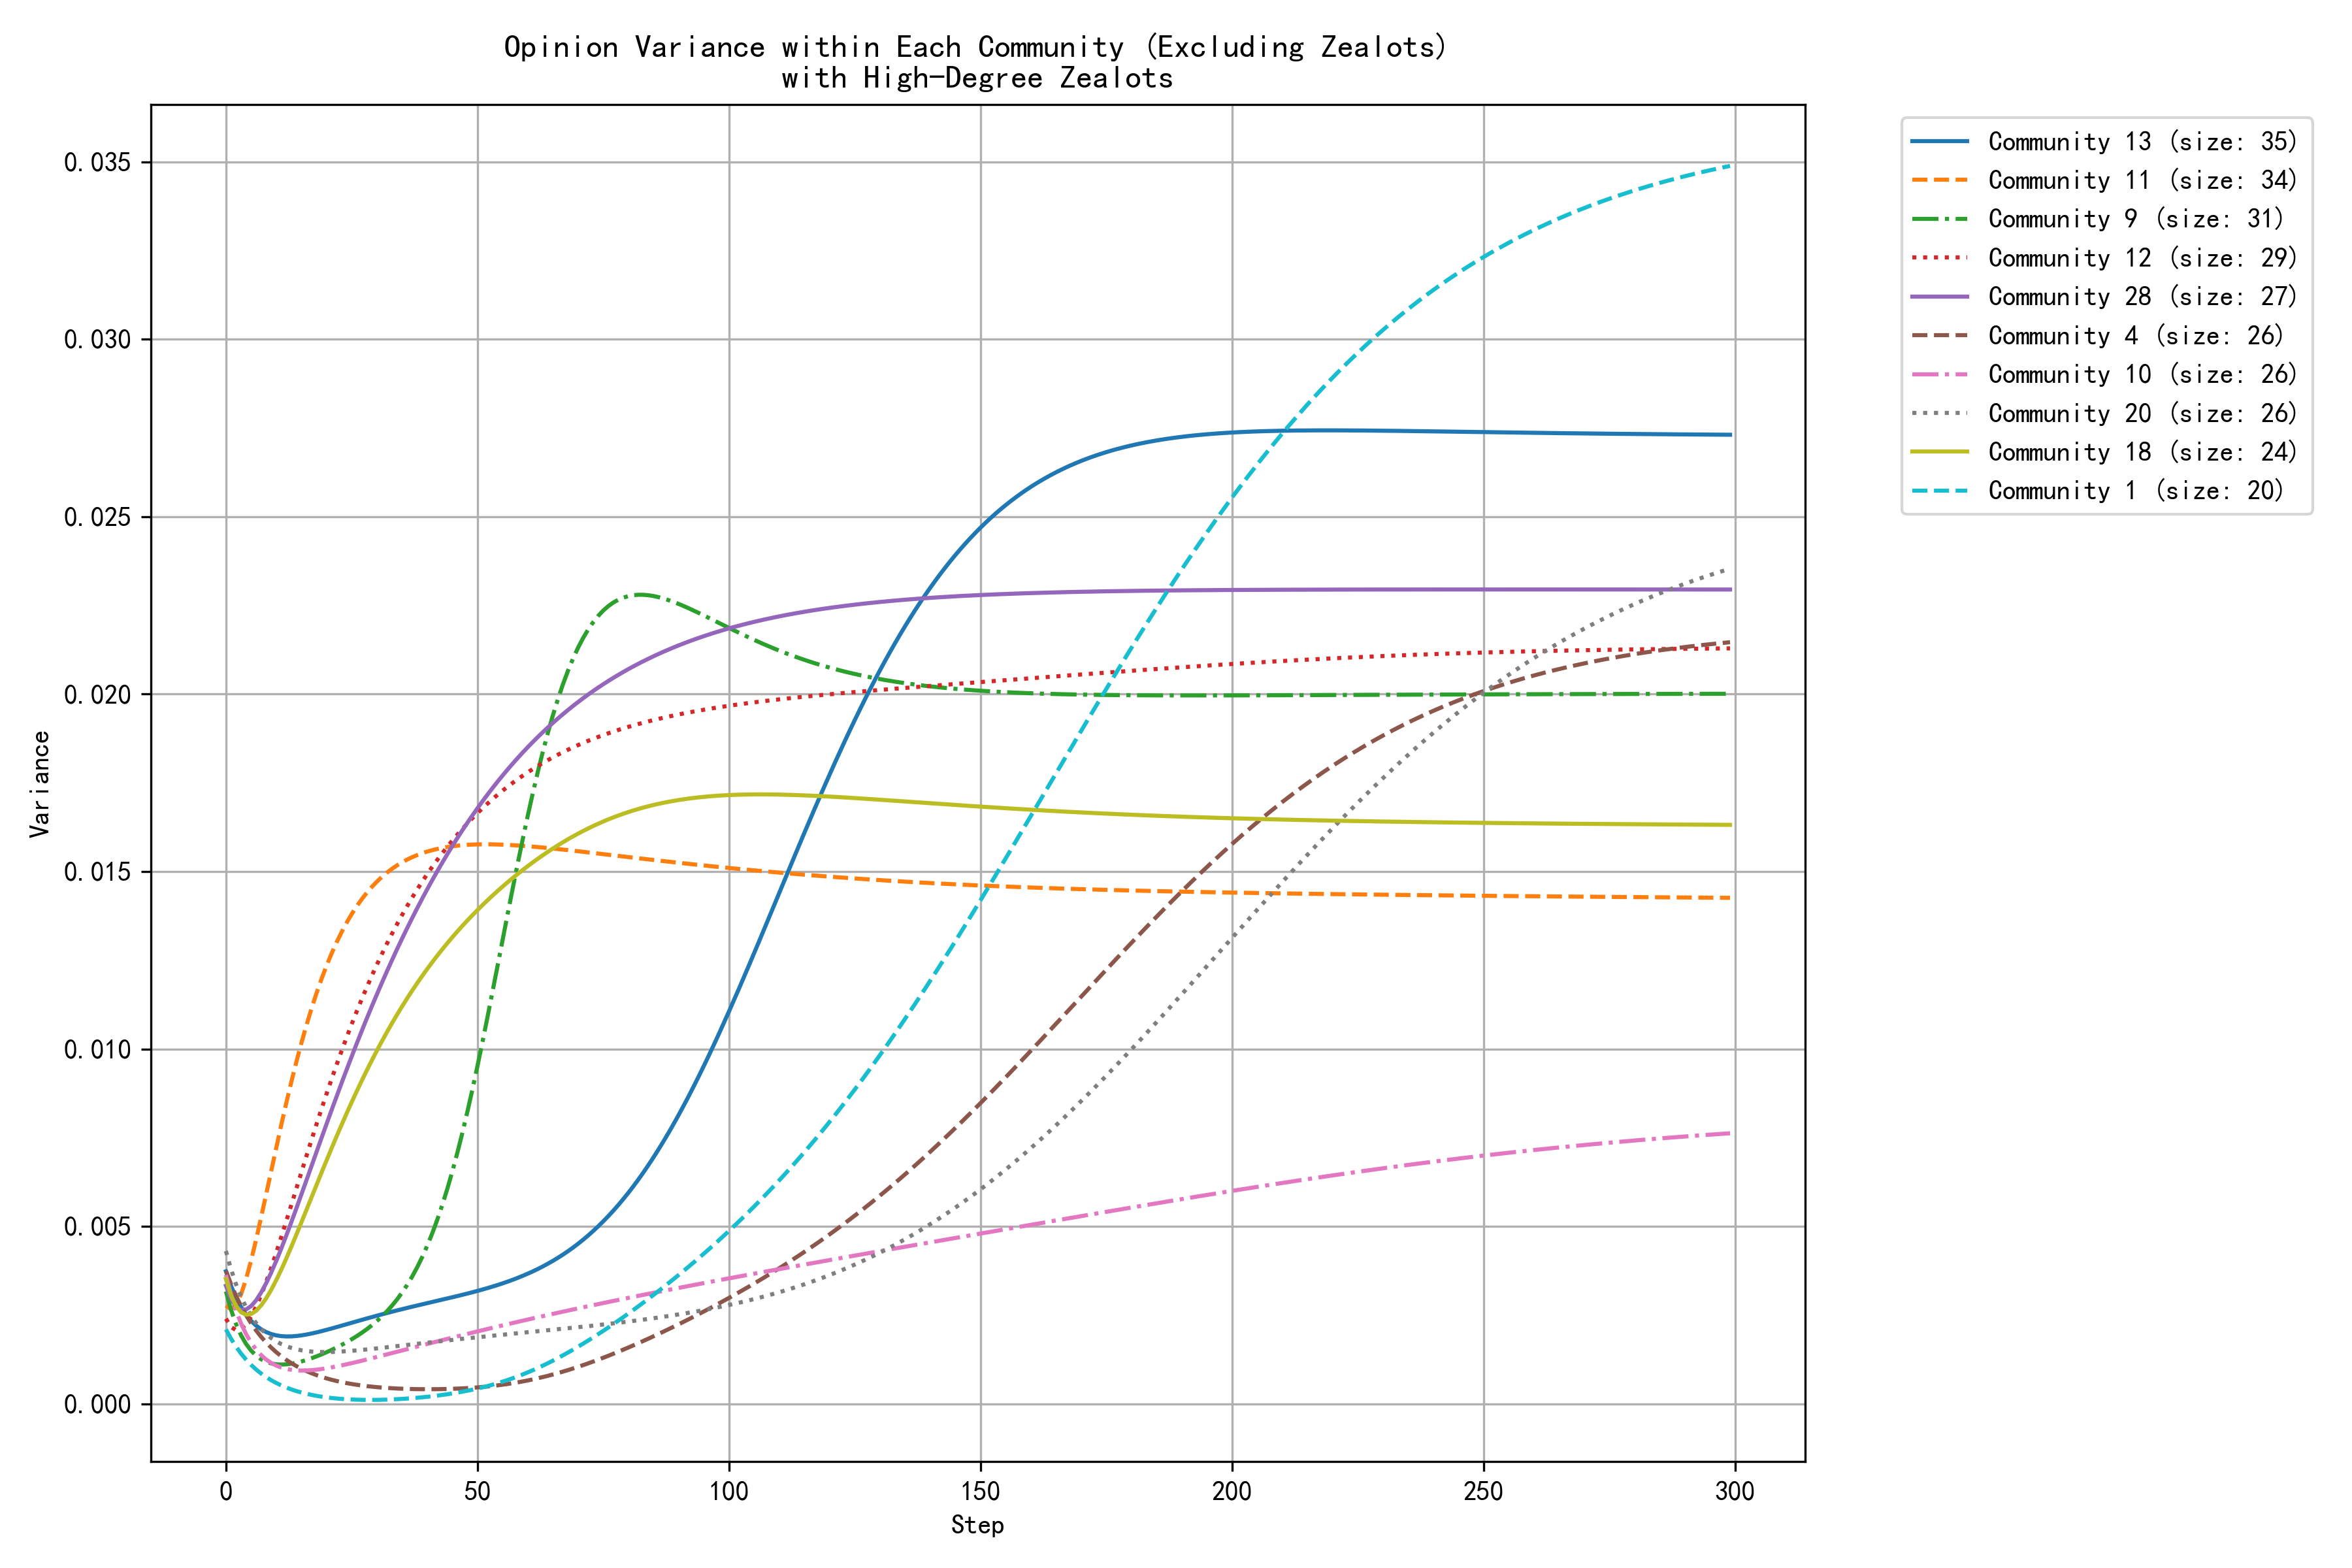 Opinion Variance within Each Community (Excluding Zealots)
with High-Degree Zealots
Variance
0.035
0.030
0.025
0.020
0.015
0.010
0.005
0.000
0 50 100 150 200 250 300
Step
Community 13 (size: 35)
Community 11 (size: 34)
Community 9 (size: 31)
Community 12 (size: 29)
Community 28 (size: 27)
Community 4 (size: 26)
Community 10 (size: 26)
Community 20 (size: 26)
Community 18 (size: 24)
Community 1 (size: 20)